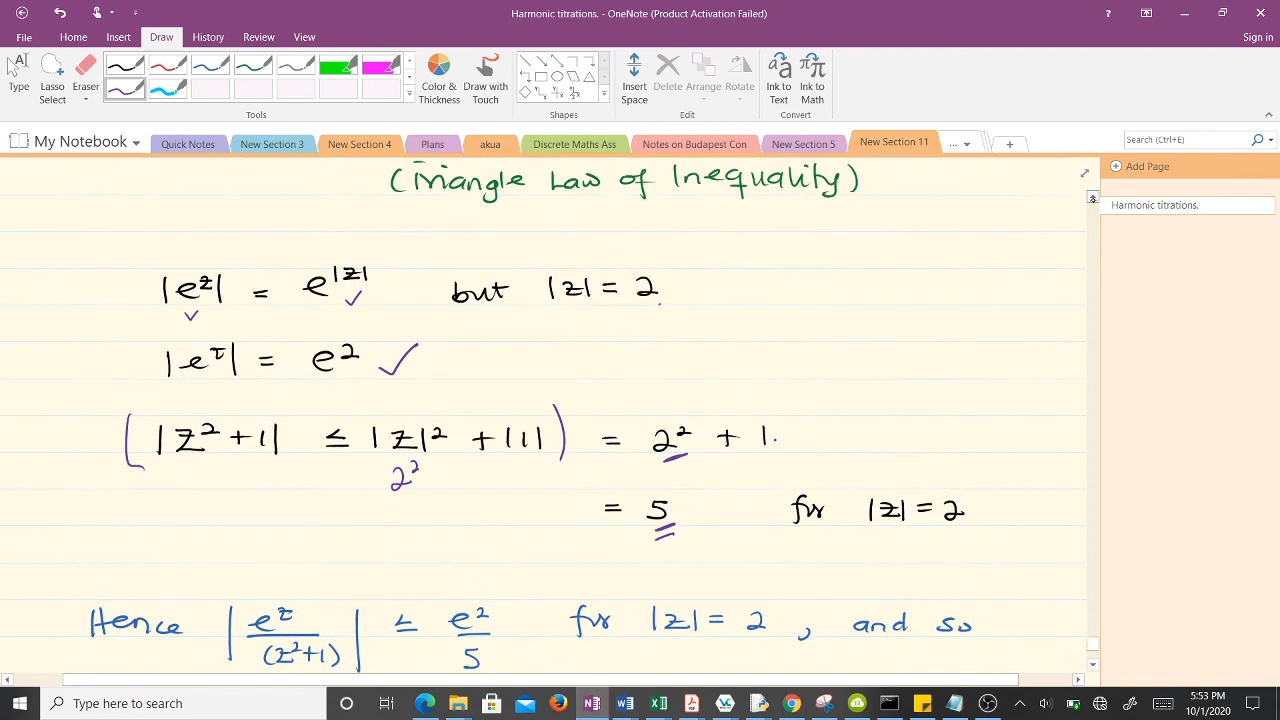 Harmonic titrations. - OneNote (Product Activation Failed)
File Home Insert Draw History Review View Sign in
Type Lasso Select Eraser Color & Thickness Draw with Touch Insert Space Delete Arrange Rotate Ink to Text Ink to Math
Tools Shapes Edit Convert
My Notebook Quick Notes New Section 3 New Section 4 Plans akua Discrete Maths Ass Notes on Budapest Con New Section 5 New Section 11 ... Search (Ctrl+E)
Add Page
Harmonic titrations.
(Triangle Law of Inequality)
|e^z| = e^|z| but |z| = 2
|e^z| = e^2 ✓
(|z^2 + 1| ≤ |z|^2 + |1|) = 2^2 + 1.
2^2
= 5 for |z| = 2
Hence |e^z/(z^2+1)| ≤ e^2/5 for |z| = 2, and so
Type here to search
ENG
5:53 PM
10/1/2020